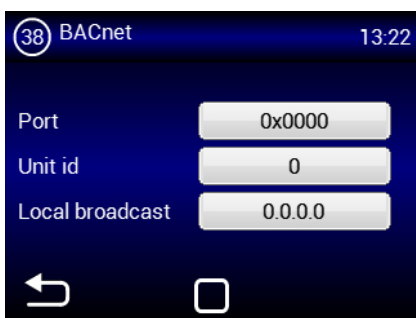 38 BACnet 13:22
Port 0x0000
Unit id 0
Local broadcast 0.0.0.0